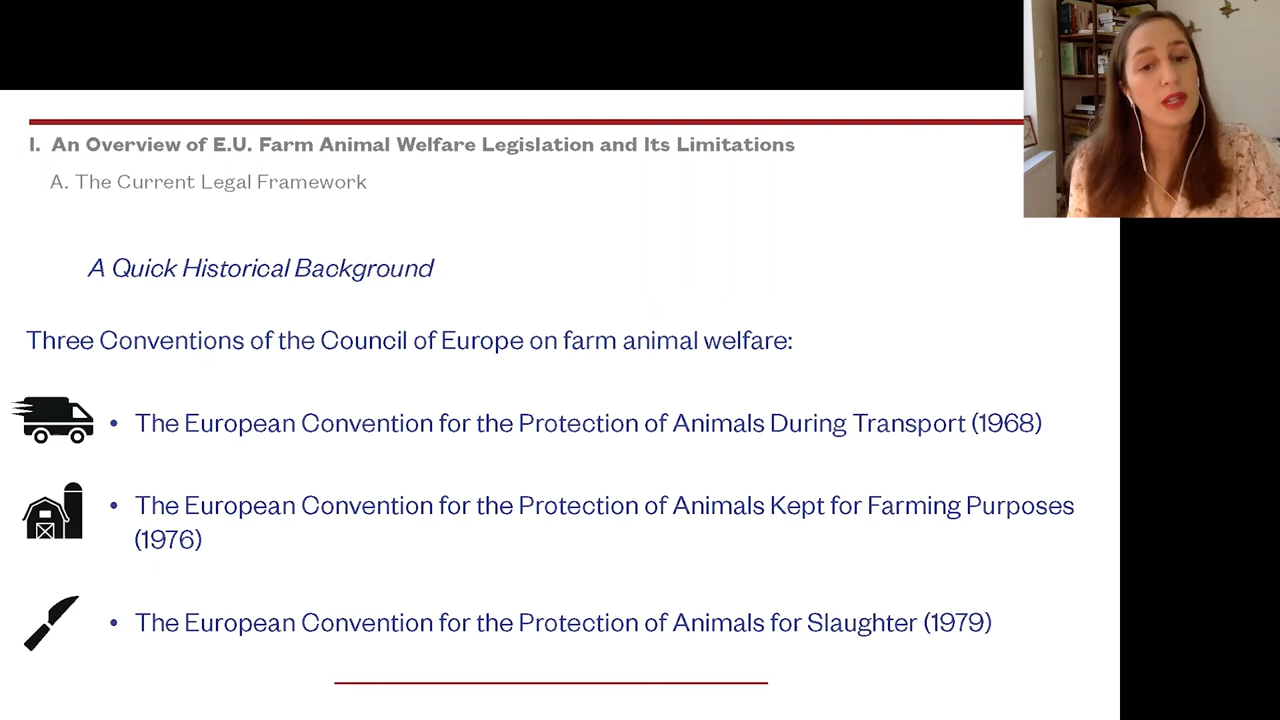 I. An Overview of E.U. Farm Animal Welfare Legislation and Its Limitations
A. The Current Legal Framework
A Quick Historical Background
Three Conventions of the Council of Europe on farm animal welfare:
• The European Convention for the Protection of Animals During Transport (1968)
• The European Convention for the Protection of Animals Kept for Farming Purposes
(1976)
• The European Convention for the Protection of Animals for Slaughter (1979)